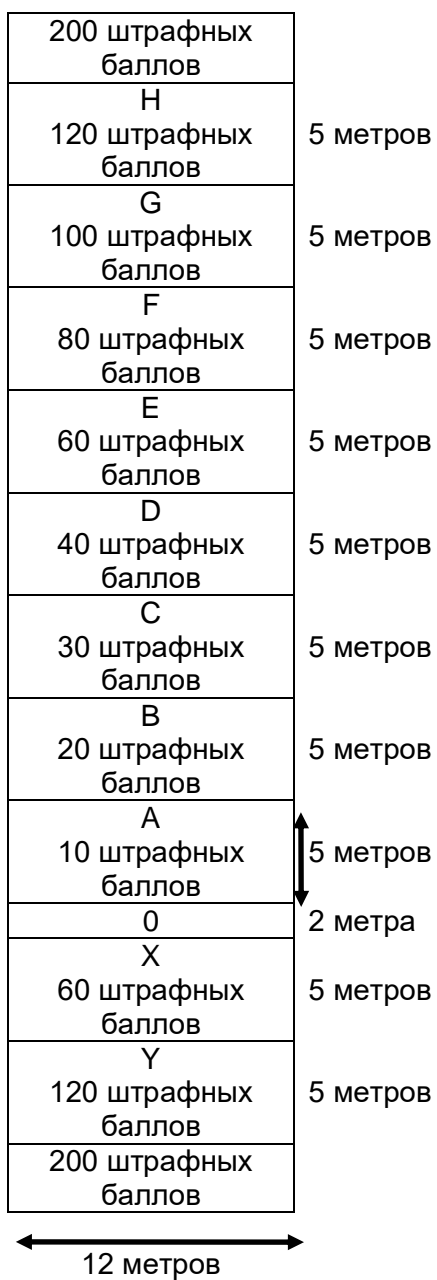 200 штрафных
баллов
H
120 штрафных
баллов
5 метров
G
100 штрафных
баллов
5 метров
F
80 штрафных
баллов
5 метров
E
60 штрафных
баллов
5 метров
D
40 штрафных
баллов
5 метров
C
30 штрафных
баллов
5 метров
B
20 штрафных
баллов
5 метров
A
10 штрафных
баллов
5 метров
0
2 метра
X
60 штрафных
баллов
5 метров
Y
120 штрафных
баллов
5 метров
200 штрафных
баллов
12 метров